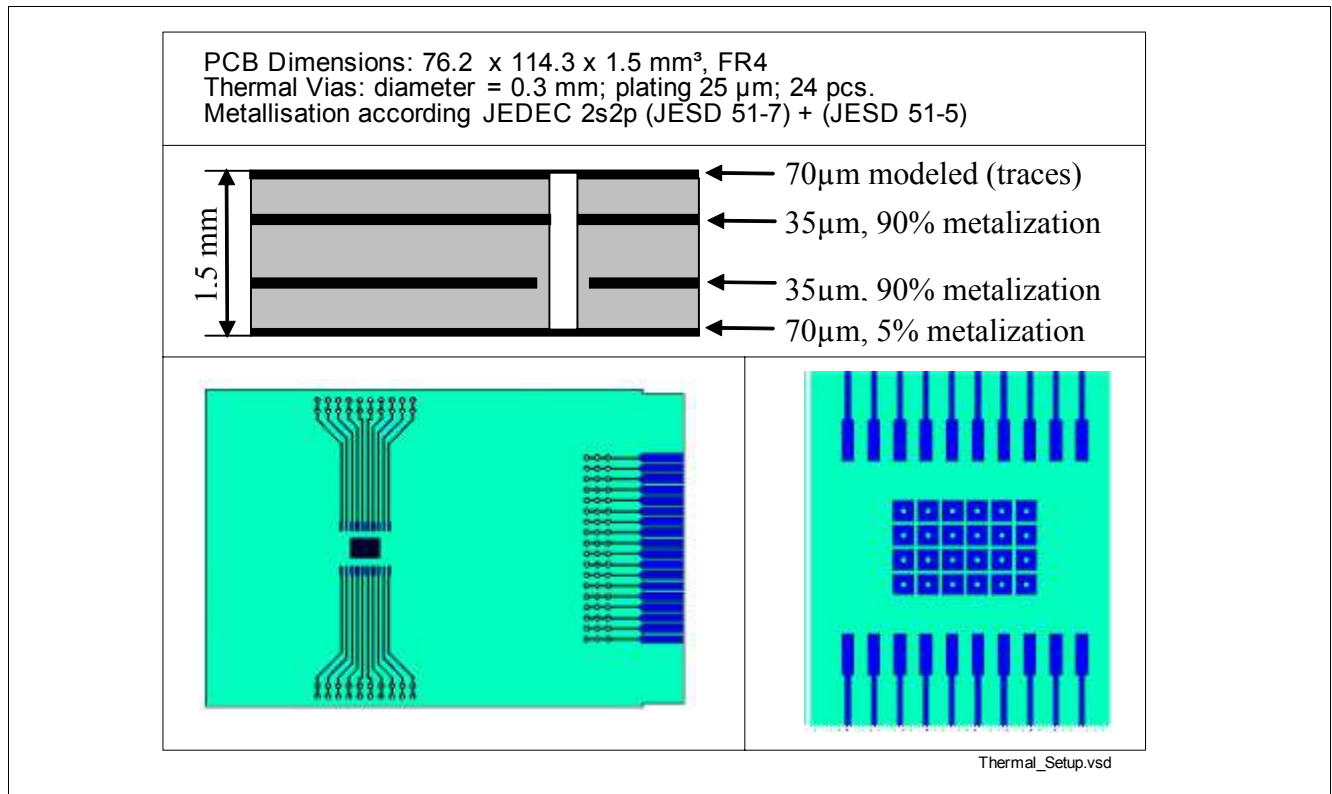 PCB Dimensions: 76.2 x 114.3 x 1.5 mm³, FR4
Thermal Vias: diameter = 0.3 mm; plating 25 µm; 24 pcs.
Metallisation according JEDEC 2s2p (JESD 51-7) + (JESD 51-5)
70µm modeled (traces)
35µm, 90% metalization
1.5 mm
35µm, 90% metalization
70µm, 5% metalization
Thermal_Setup.vsd